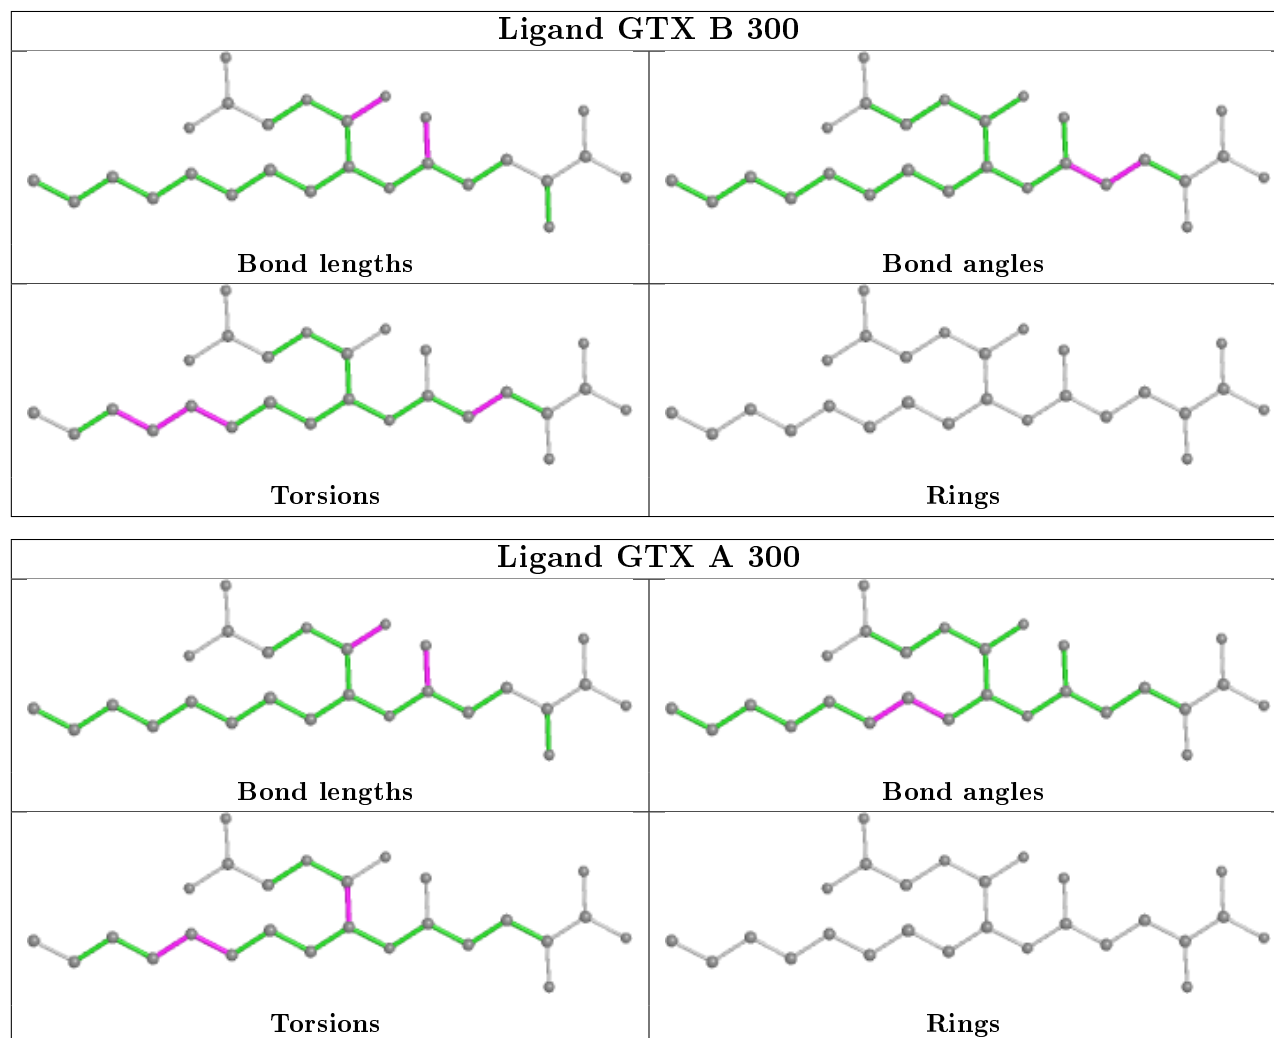 Ligand GTX B 300
Bond lengths
Bond angles
Torsions
Rings
Ligand GTX A 300
Bond lengths
Bond angles
Torsions
Rings